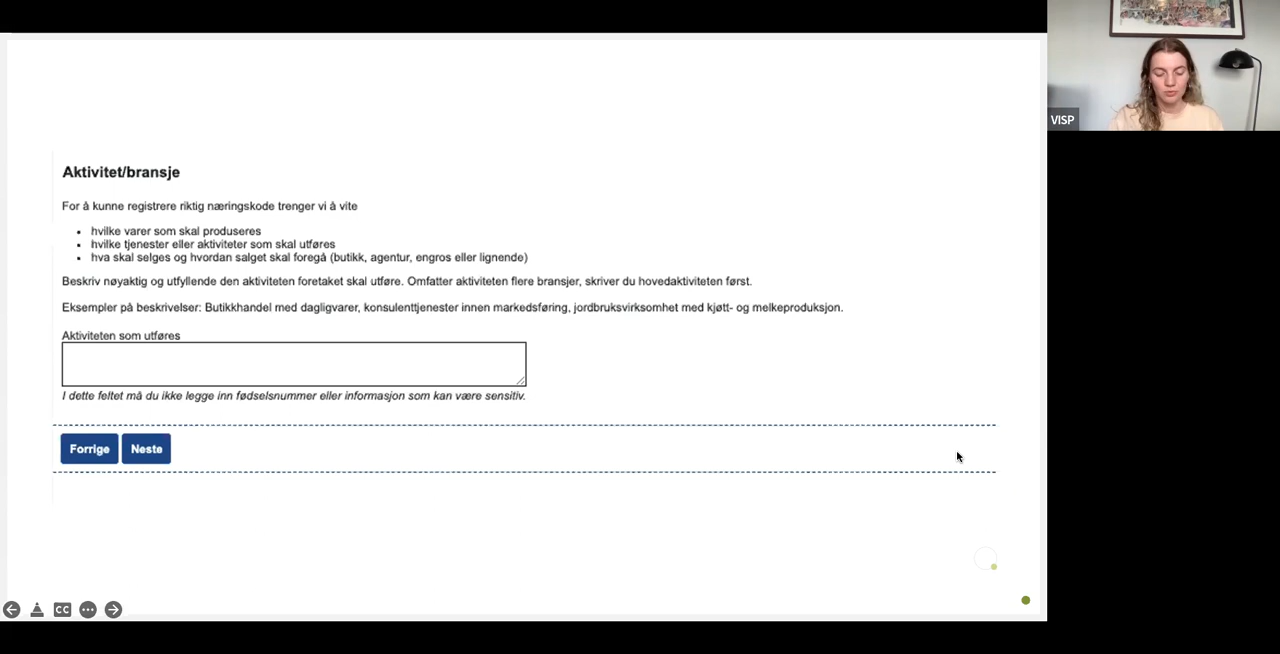 Aktivitet/bransje
For å kunne registrere riktig næringskode trenger vi å vite
• hvilke varer som skal produseres
• hvilke tjenester eller aktiviteter som skal utføres
• hva skal selges og hvordan salget skal foregå (butikk, agentur, engros eller lignende)
Beskriv nøyaktig og utfyllende den aktiviteten foretaket skal utføre. Omfatter aktiviteten flere bransjer, skriver du hovedaktiviteten først.
Eksempler på beskrivelser: Butikkhandel med dagligvarer, konsulenttjenester innen markedsføring, jordbruksvirksomhet med kjøtt- og melkeproduksjon.
Aktiviteten som utføres
I dette feltet må du ikke legge inn fødselsnummer eller informasjon som kan være sensitiv.
Forrige Neste
CC
VISP